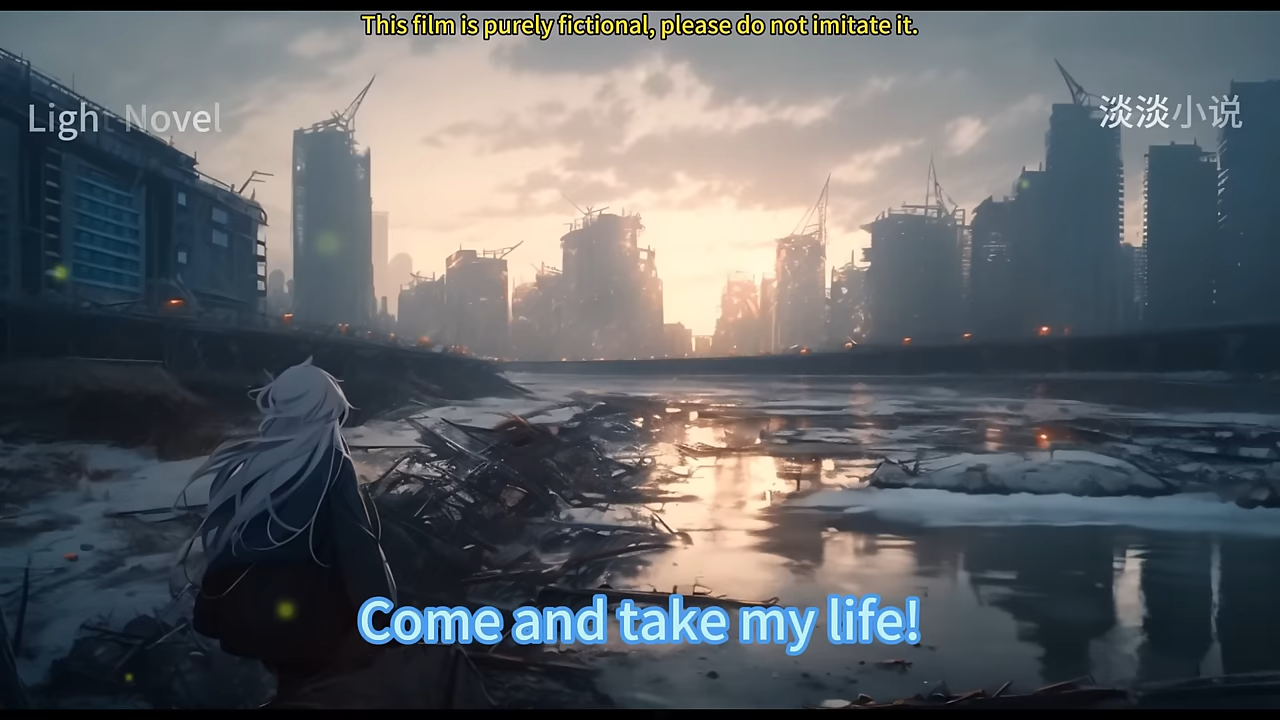 This film is purely fictional, please do not imitate it.
Light Novel
淡淡小说
Come and take my life!